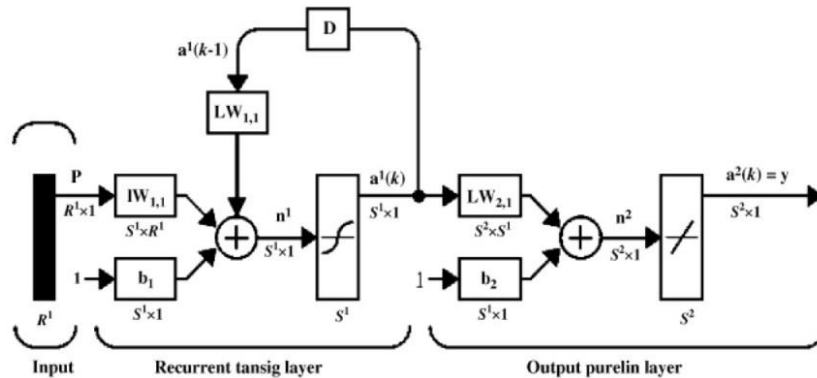 D
a¹(k-1)
LW₁,₁
P
R¹×1
IW₁,₁
S¹×R¹
n¹
S¹×1
a¹(k)
S¹×1
LW₂,₁
S²×S¹
n²
S²×1
a²(k) = y
S²×1
1
b₁
S¹×1
1
b₂
S¹×1
R¹
S¹
S²
Input
Recurrent tansig layer
Output purelin layer